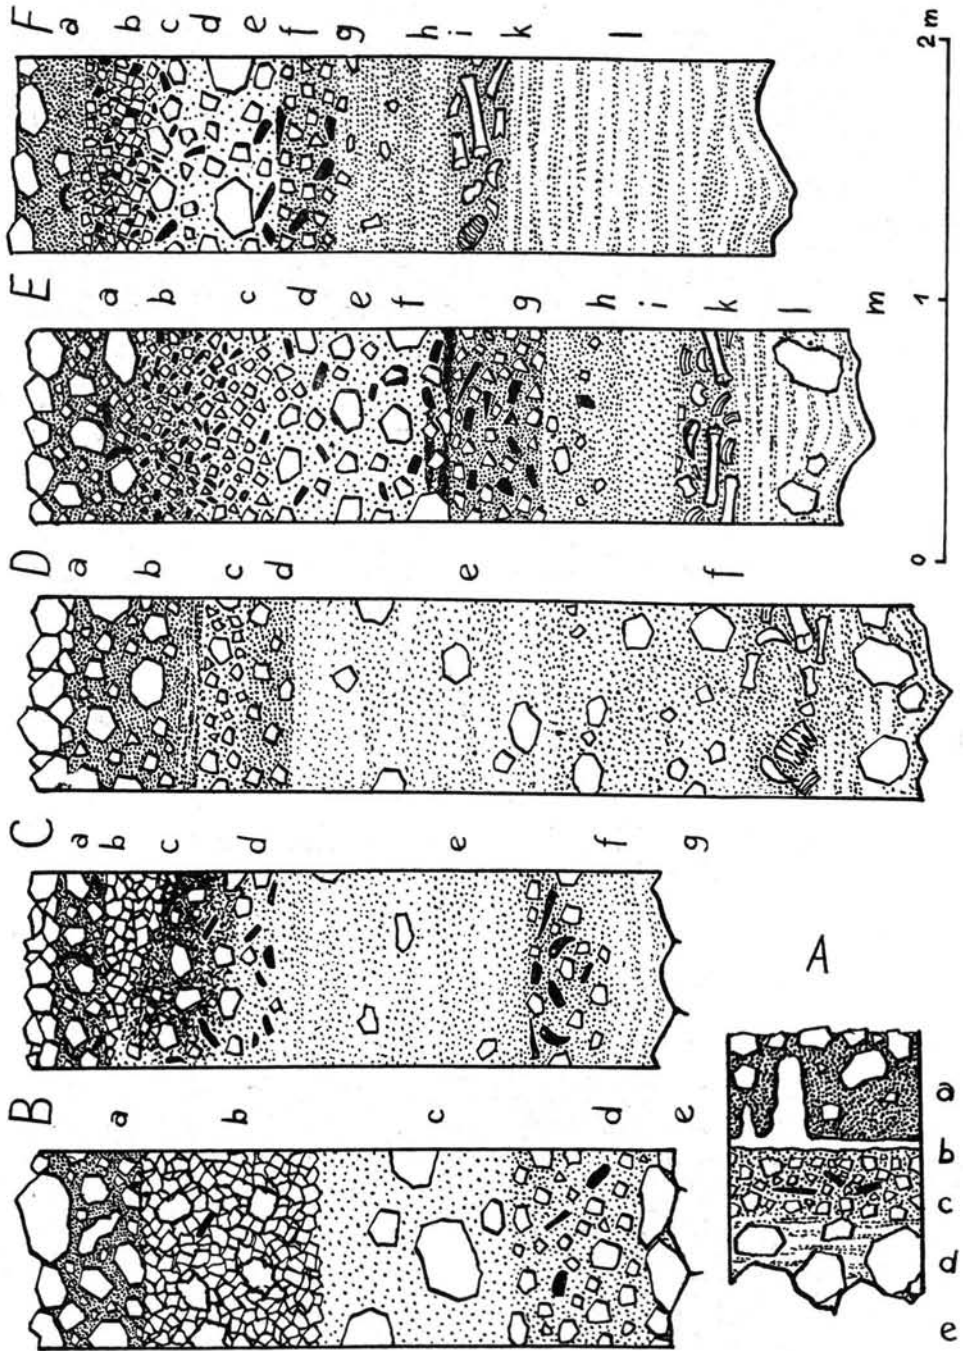 F a b c d e f g h i k l
E a b c d e f g h i k l m
D a b c d e f
C a b c d e f g
B a b c d e
A a b c d e
0 1 2 m